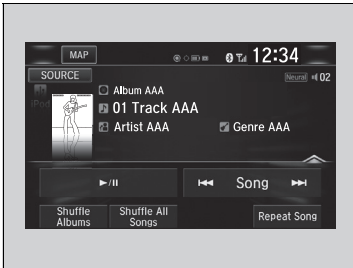 MAP
12:34
SOURCE
Neural 02
iPod
Album AAA
01 Track AAA
Artist AAA Genre AAA
Song
Shuffle Albums
Shuffle All Songs
Repeat Song